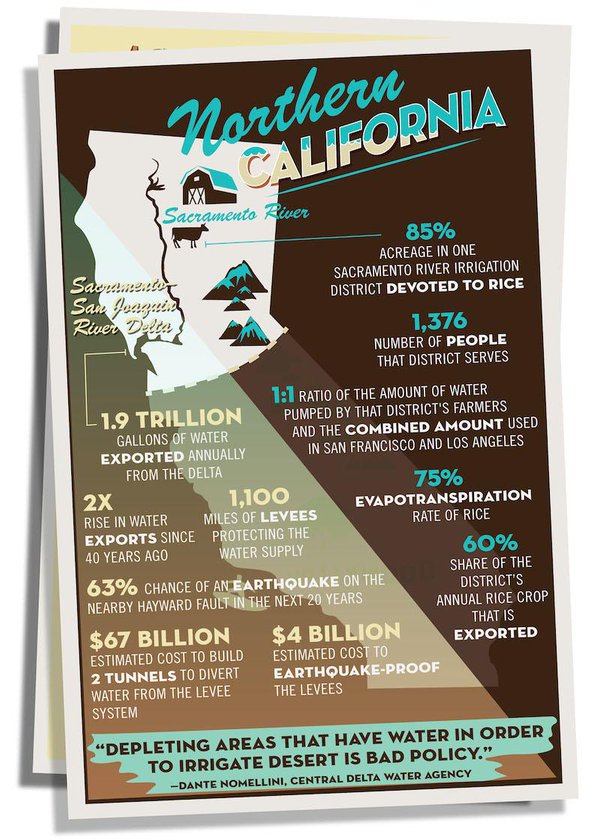 Northern
CALIFORNIA
Sacramento River
85%
ACREAGE IN ONE
SACRAMENTO RIVER IRRIGATION
DISTRICT DEVOTED TO RICE
1,376
NUMBER OF PEOPLE
THAT DISTRICT SERVES
1:1 RATIO OF THE AMOUNT OF WATER
PUMPED BY THAT DISTRICT'S FARMERS
AND THE COMBINED AMOUNT USED
IN SAN FRANCISCO AND LOS ANGELES
75%
EVAPOTRANSPIRATION
RATE OF RICE
60%
SHARE OF THE
DISTRICT'S
ANNUAL RICE CROP
THAT IS
EXPORTED
Sacramento–
San Joaquin
River Delta
1.9 TRILLION
GALLONS OF WATER
EXPORTED ANNUALLY
FROM THE DELTA
2X
RISE IN WATER
EXPORTS SINCE
40 YEARS AGO
1,100
MILES OF LEVEES
PROTECTING THE
WATER SUPPLY
63% CHANCE OF AN EARTHQUAKE ON THE
NEARBY HAYWARD FAULT IN THE NEXT 20 YEARS
$67 BILLION
ESTIMATED COST TO BUILD
2 TUNNELS TO DIVERT
WATER FROM THE LEVEE
SYSTEM
$4 BILLION
ESTIMATED COST TO
EARTHQUAKE-PROOF
THE LEVEES
“DEPLETING AREAS THAT HAVE WATER IN ORDER
TO IRRIGATE DESERT IS BAD POLICY.”
—DANTE NOMELLINI, CENTRAL DELTA WATER AGENCY